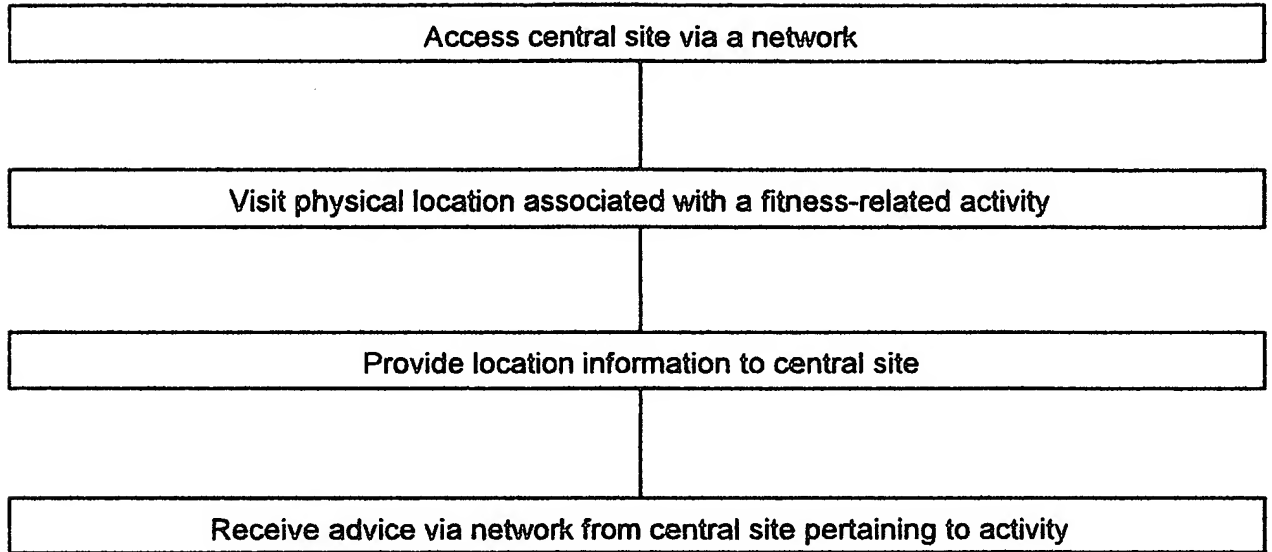 Access central site via a network
Visit physical location associated with a fitness-related activity
Provide location information to central site
Receive advice via network from central site pertaining to activity